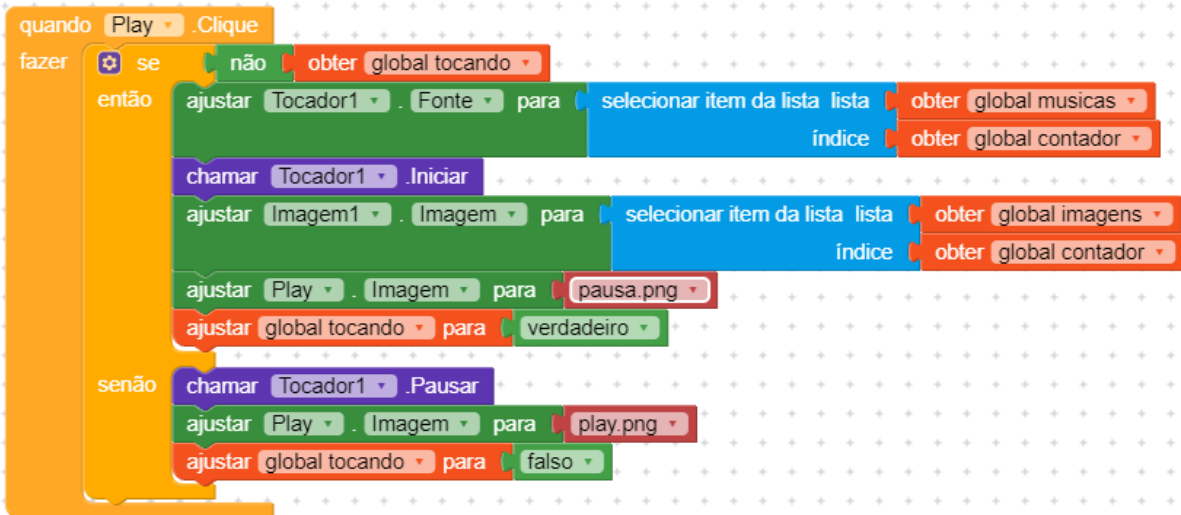 quando Play .Clique
fazer se não obter global tocando
então ajustar Tocador1 . Fonte para selecionar item da lista lista obter global musicas
índice obter global contador
chamar Tocador1 .Iniciar
ajustar Imagem1 . Imagem para selecionar item da lista lista obter global imagens
índice obter global contador
ajustar Play . Imagem para pausa.png
ajustar global tocando para verdadeiro
senão chamar Tocador1 .Pausar
ajustar Play . Imagem para play.png
ajustar global tocando para falso